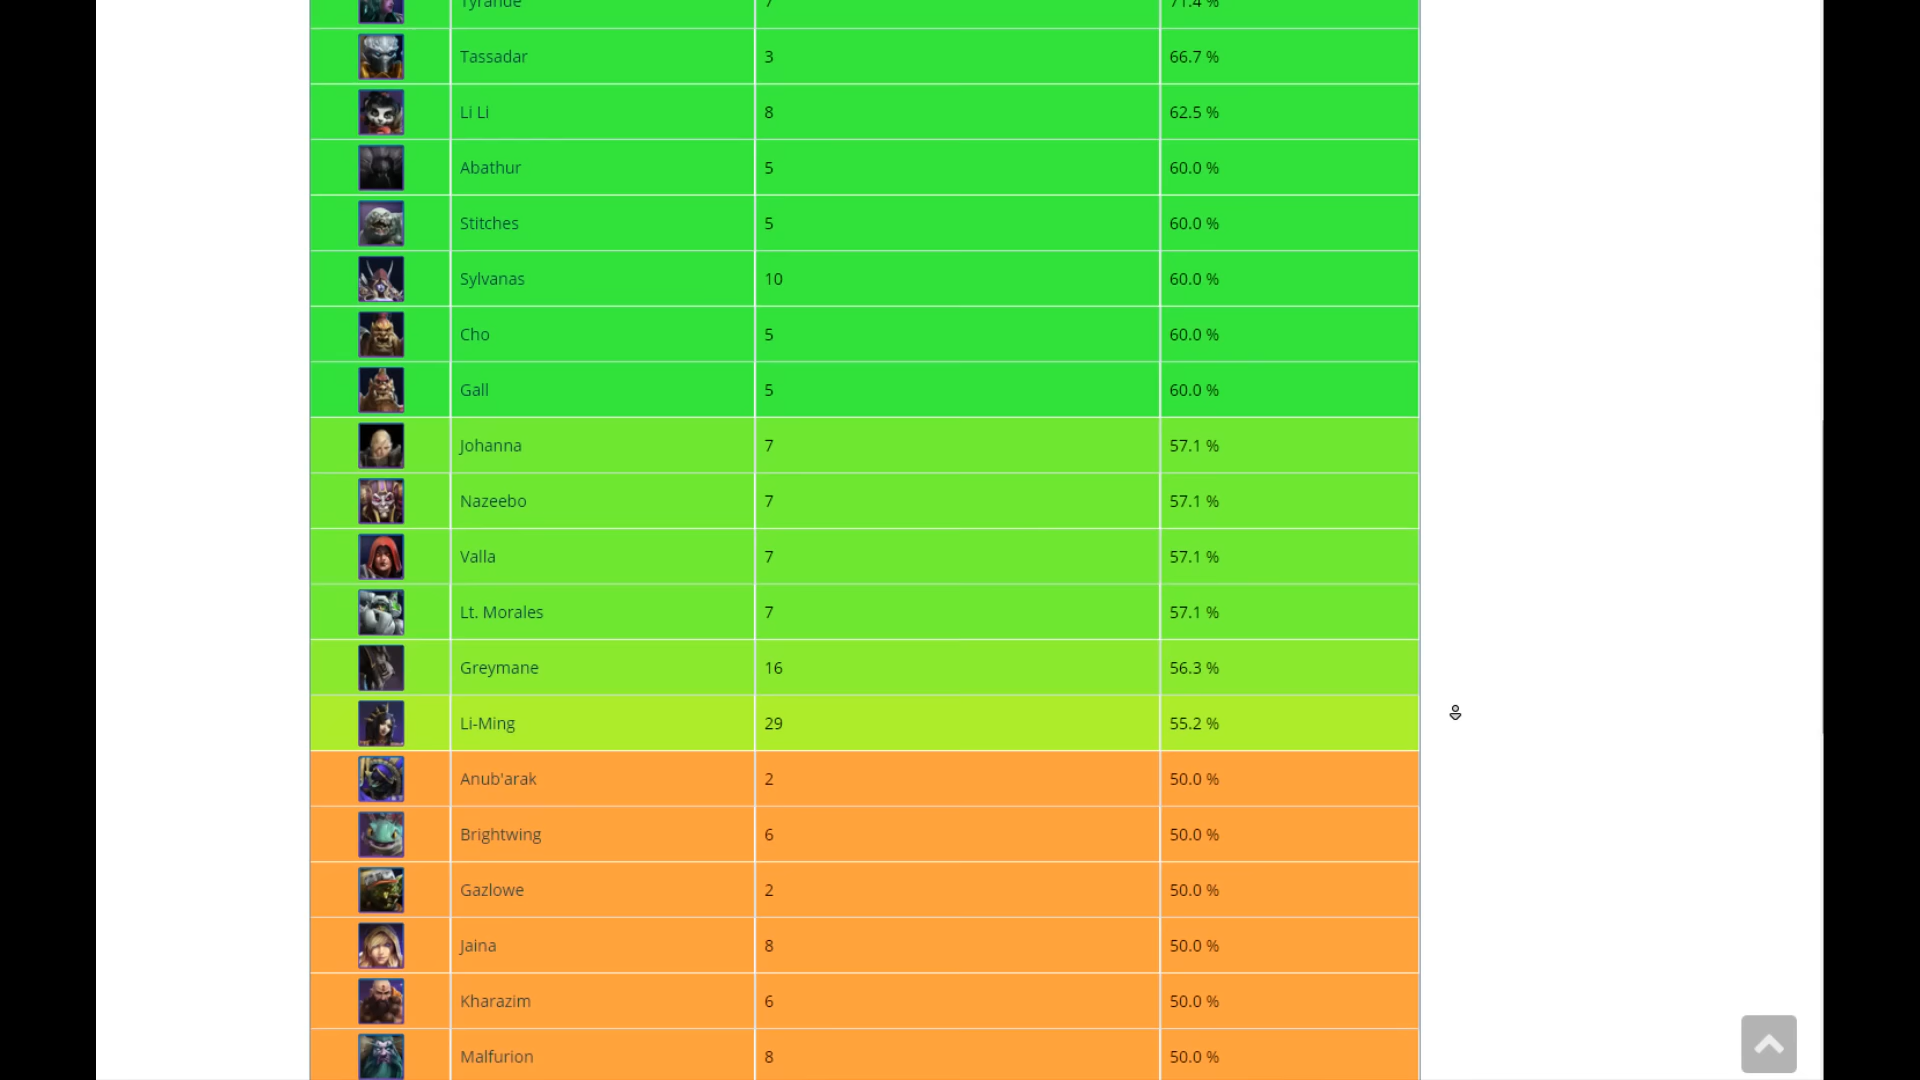 Tyrande 7 71.4 %
Tassadar 3 66.7 %
Li Li 8 62.5 %
Abathur 5 60.0 %
Stitches 5 60.0 %
Sylvanas 10 60.0 %
Cho 5 60.0 %
Gall 5 60.0 %
Johanna 7 57.1 %
Nazeebo 7 57.1 %
Valla 7 57.1 %
Lt. Morales 7 57.1 %
Greymane 16 56.3 %
Li-Ming 29 55.2 %
Anub'arak 2 50.0 %
Brightwing 6 50.0 %
Gazlowe 2 50.0 %
Jaina 8 50.0 %
Kharazim 6 50.0 %
Malfurion 8 50.0 %